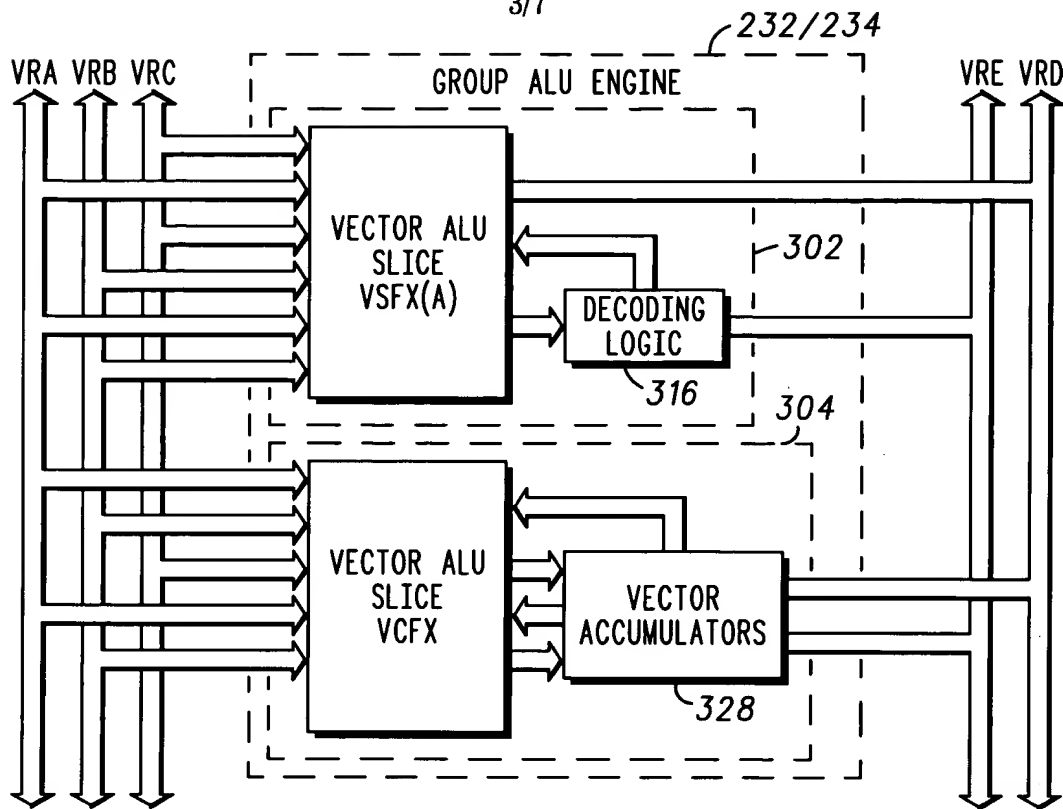 3/7
232/234
VRA VRB VRC
GROUP ALU ENGINE
VRE VRD
VECTOR ALU
SLICE
VSFX(A)
302
DECODING
LOGIC
316
304
VECTOR ALU
SLICE
VCFX
VECTOR
ACCUMULATORS
328